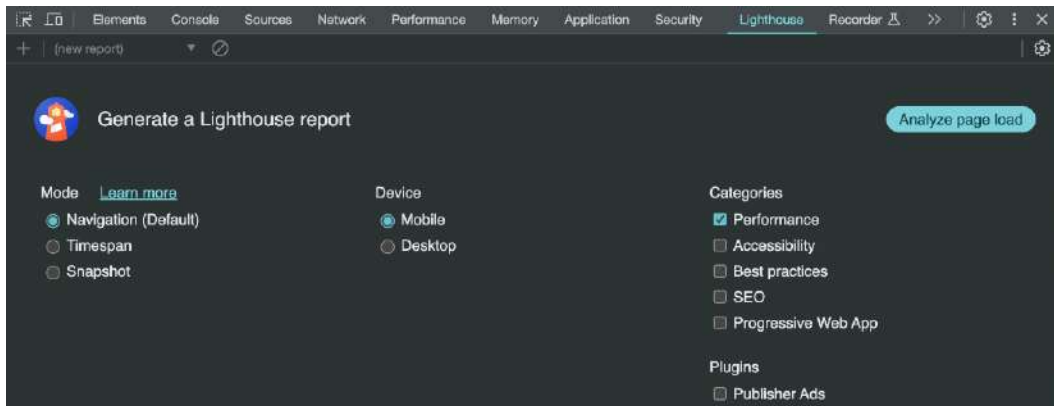 Elements Console Sources Network Performance Memory Application Security Lighthouse Recorder >>
(new report)
Generate a Lighthouse report
Analyze page load
Mode Learn more
Navigation (Default)
Timespan
Snapshot
Device
Mobile
Desktop
Categories
Performance
Accessibility
Best practices
SEO
Progressive Web App
Plugins
Publisher Ads